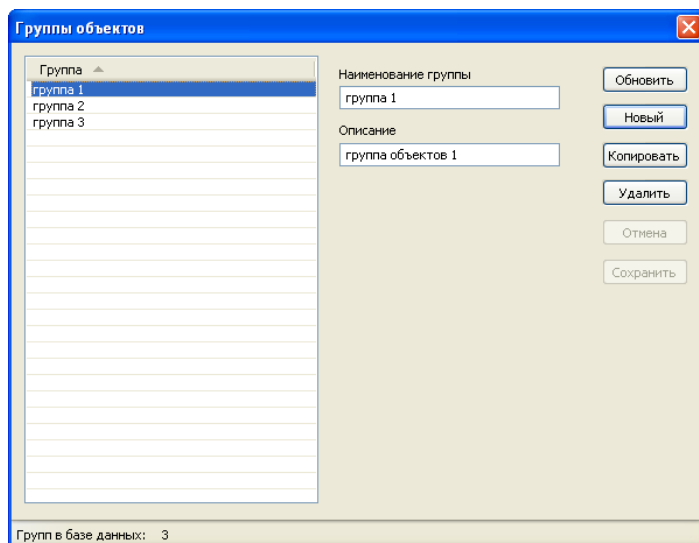 Группы объектов
Группа
группа 1
группа 2
группа 3
Наименование группы
группа 1
Описание
группа объектов 1
Обновить
Новый
Копировать
Удалить
Отмена
Сохранить
Групп в базе данных: 3